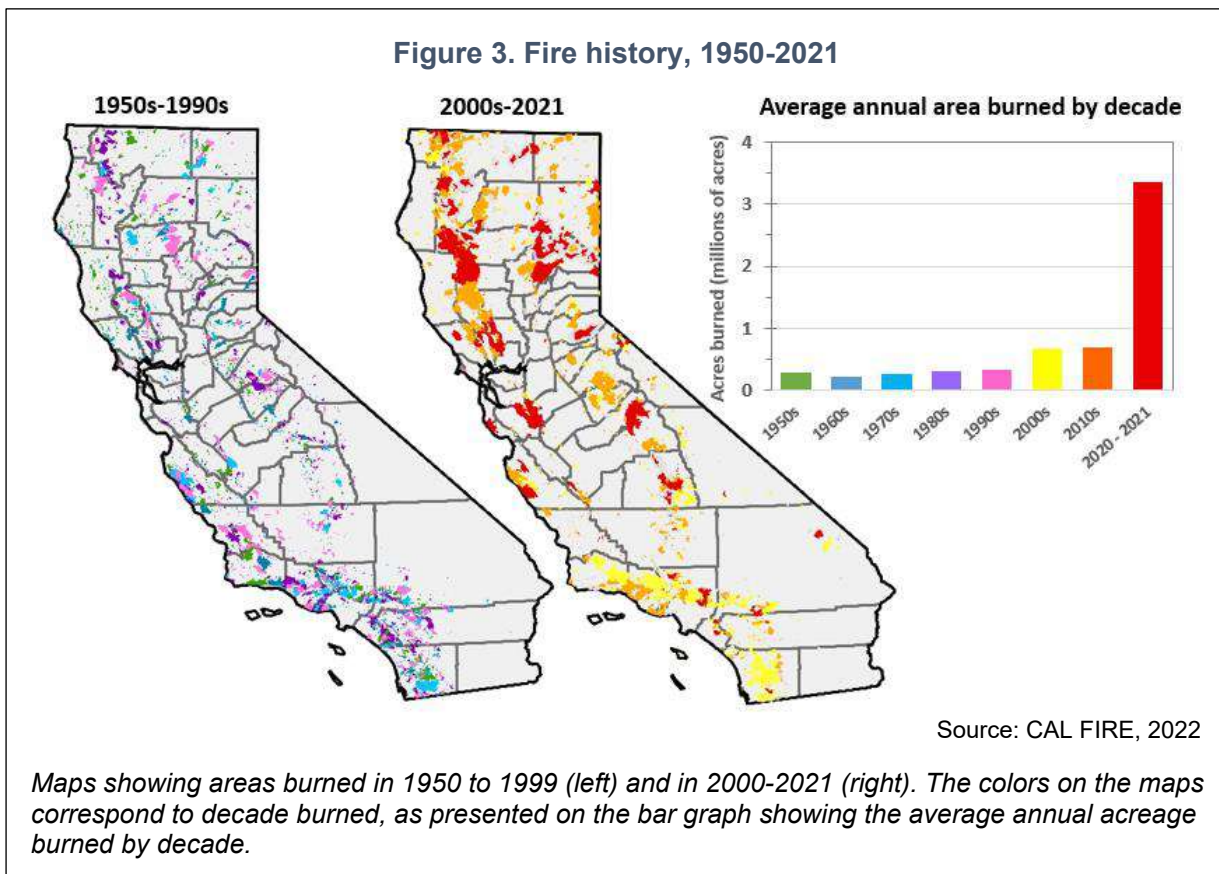 Figure 3. Fire history, 1950-2021
1950s-1990s
2000s-2021
Average annual area burned by decade
Acres burned (millions of acres)
4
3
2
1
0
1950s
1960s
1970s
1980s
1990s
2000s
2010s
2020 - 2021
Source: CAL FIRE, 2022
Maps showing areas burned in 1950 to 1999 (left) and in 2000-2021 (right). The colors on the maps
correspond to decade burned, as presented on the bar graph showing the average annual acreage
burned by decade.